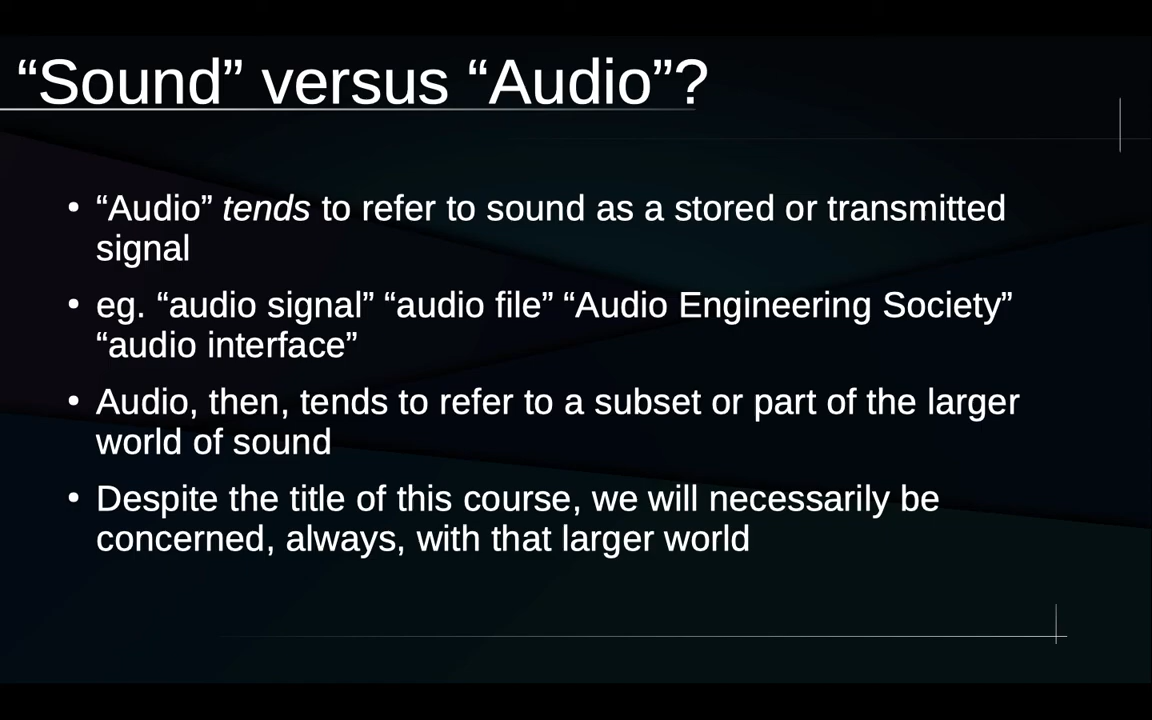 “Sound” versus “Audio”?
• “Audio” tends to refer to sound as a stored or transmitted
signal
• eg. “audio signal” “audio file” “Audio Engineering Society”
“audio interface”
• Audio, then, tends to refer to a subset or part of the larger
world of sound
• Despite the title of this course, we will necessarily be
concerned, always, with that larger world